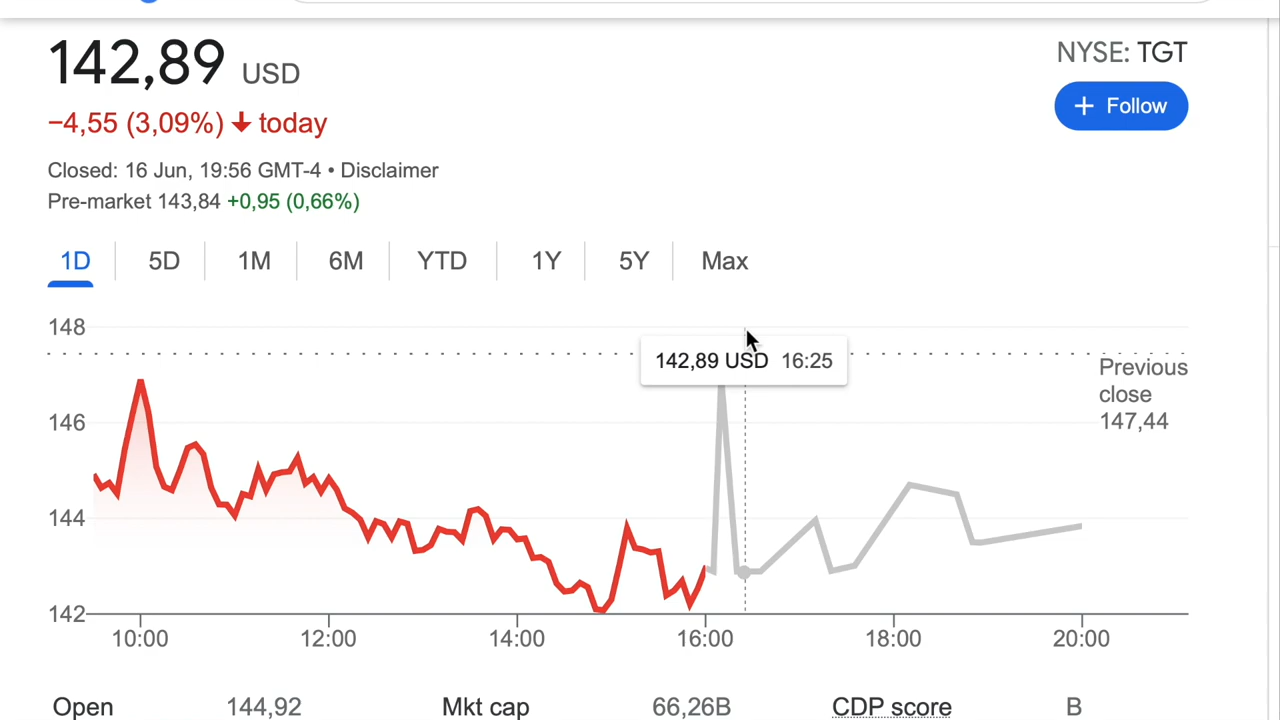 142,89 USD
−4,55 (3,09%) ↓ today
Closed: 16 Jun, 19:56 GMT-4 • Disclaimer
Pre-market 143,84 +0,95 (0,66%)
NYSE: TGT
+ Follow
1D 5D 1M 6M YTD 1Y 5Y Max
148
142,89 USD 16:25
Previous
close
147,44
146
144
142
10:00 12:00 14:00 16:00 18:00 20:00
Open 144,92 Mkt cap 66,26B CDP score B